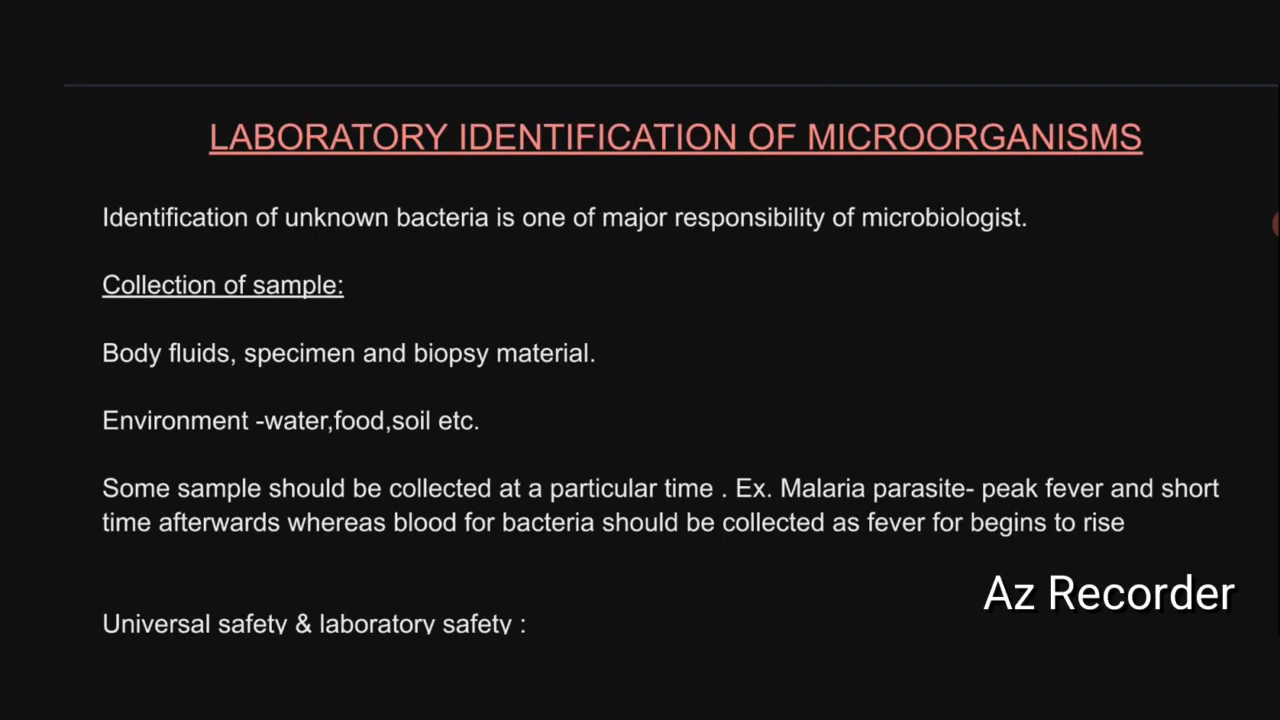 LABORATORY IDENTIFICATION OF MICROORGANISMS
Identification of unknown bacteria is one of major responsibility of microbiologist.
Collection of sample:
Body fluids, specimen and biopsy material.
Environment -water,food,soil etc.
Some sample should be collected at a particular time . Ex. Malaria parasite- peak fever and short
time afterwards whereas blood for bacteria should be collected as fever for begins to rise
Az Recorder
Universal safety & laboratory safety :